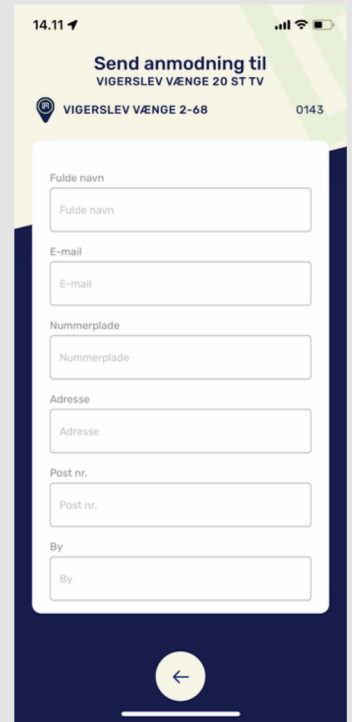 14.11
Send anmodning til
VIGERSLEV VÆNGE 20 ST TV
VIGERSLEV VÆNGE 2-68 0143
Fulde navn
Fulde navn
E-mail
E-mail
Nummerplade
Nummerplade
Adresse
Adresse
Post nr.
Post nr.
By
By